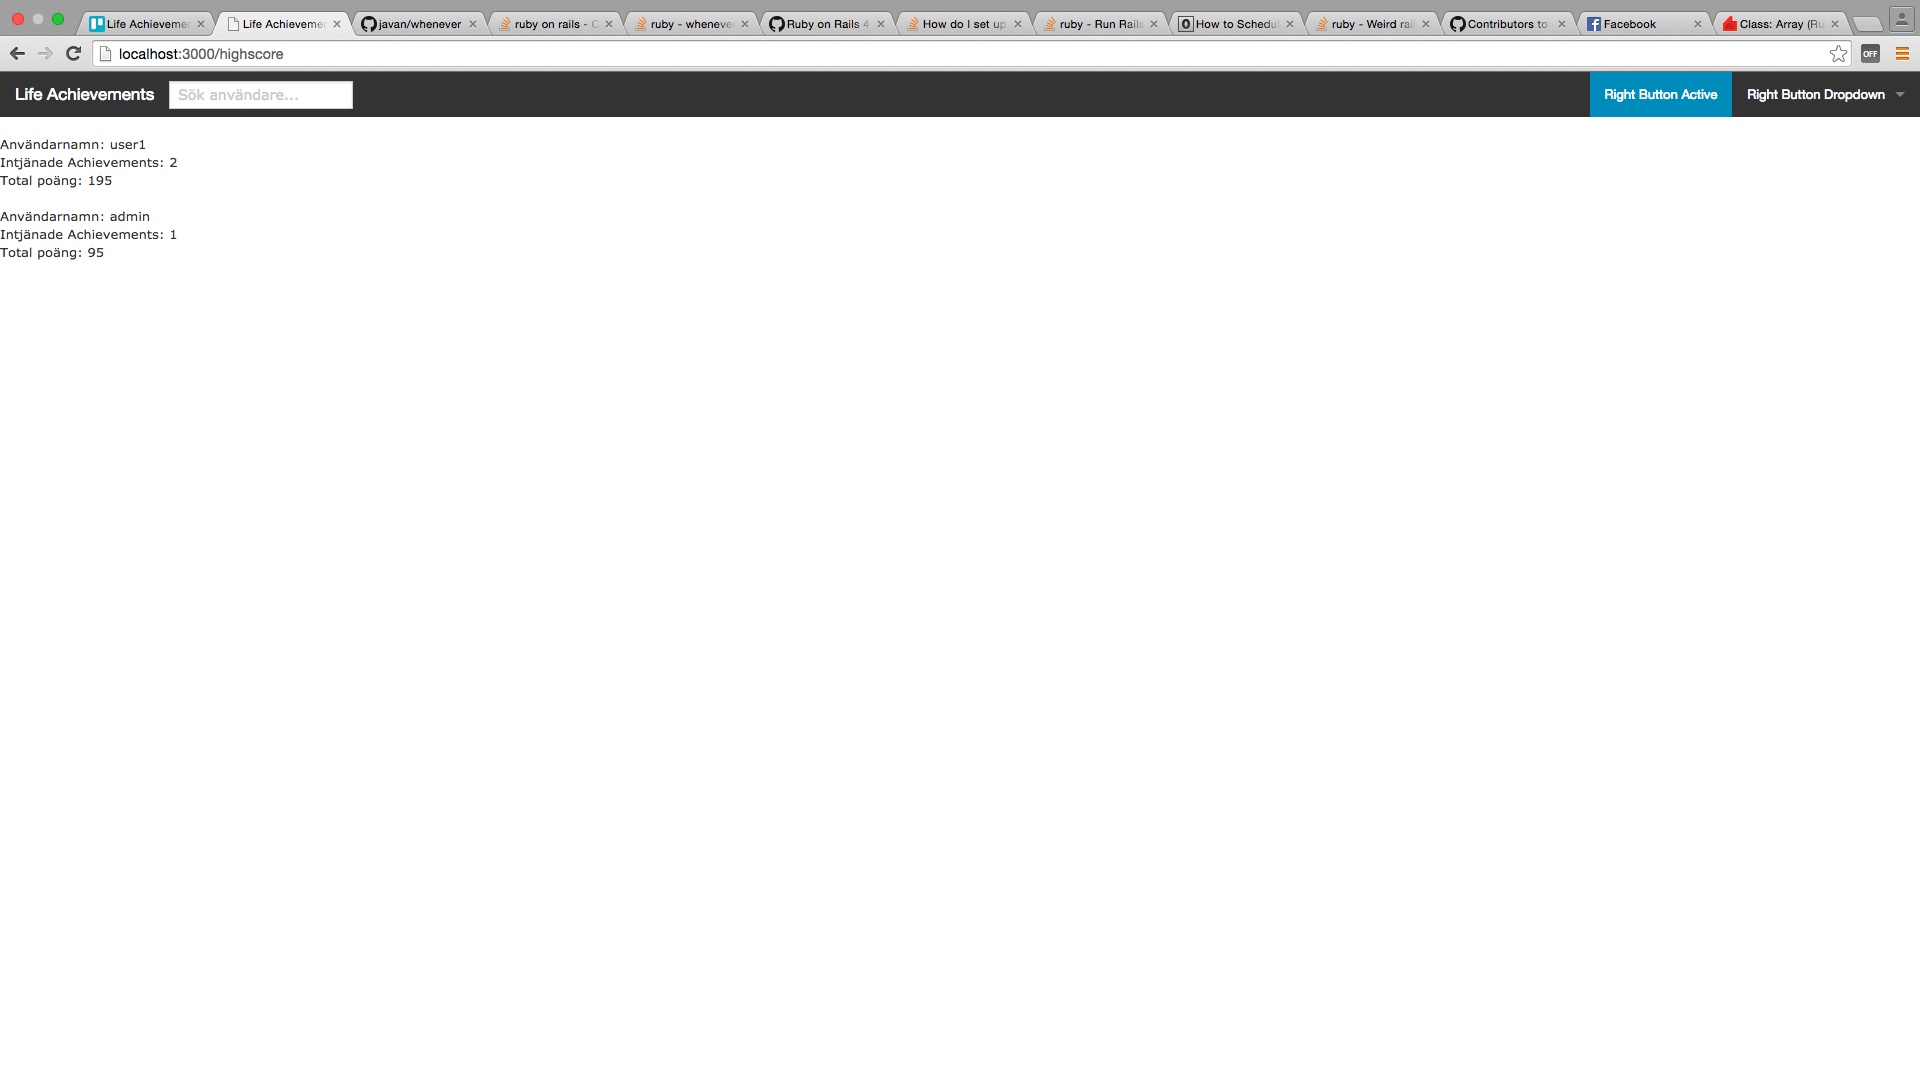 Life Achievemen
Life Achievemen
javan/whenever
ruby on rails - C
ruby - wheneve
Ruby on Rails 4
How do I set up
ruby - Run Rails
How to Schedul
ruby - Weird rai
Contributors to
Facebook
Class: Array (Ru
localhost:3000/highscore
OFF
Life Achievements
Sök användare...
Right Button Active
Right Button Dropdown
Användarnamn: user1
Intjänade Achievements: 2
Total poäng: 195
Användarnamn: admin
Intjänade Achievements: 1
Total poäng: 95